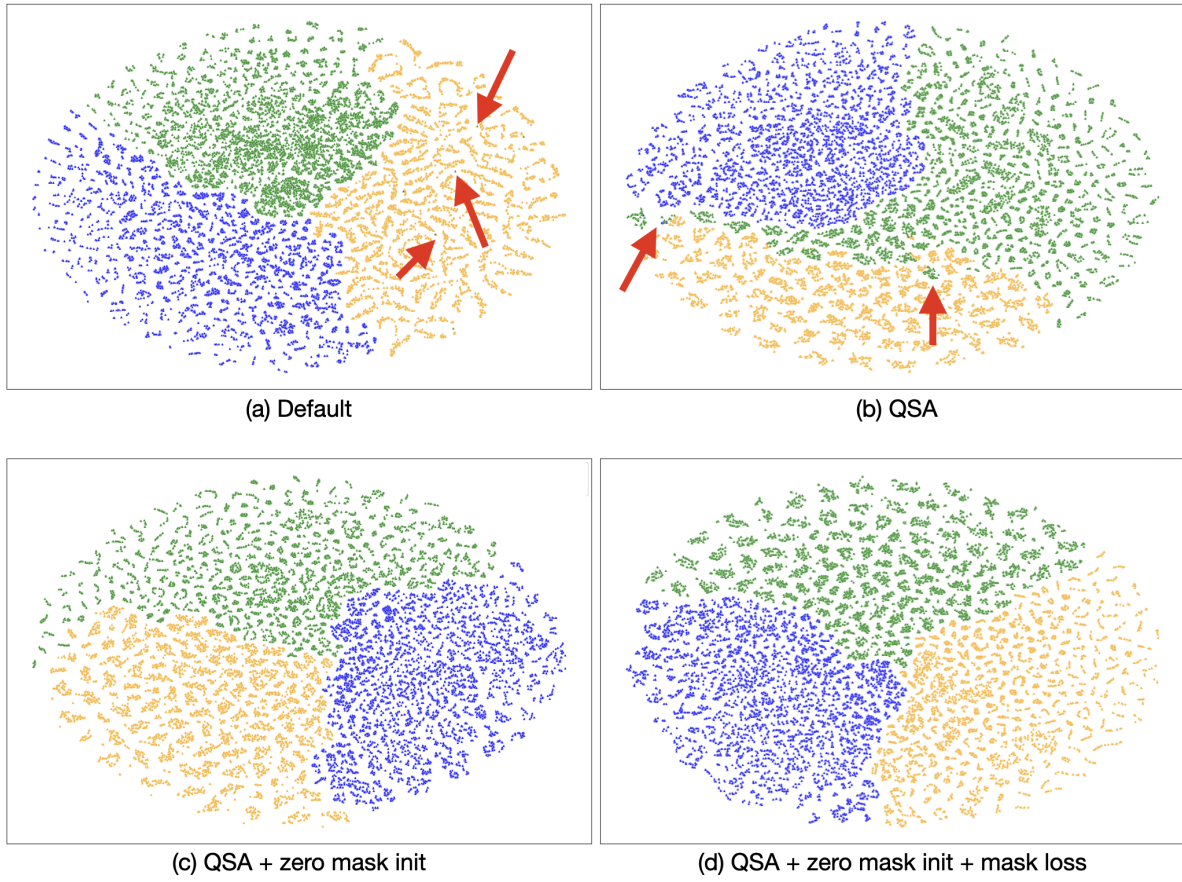 (a) Default
(b) QSA
(c) QSA + zero mask init
(d) QSA + zero mask init + mask loss